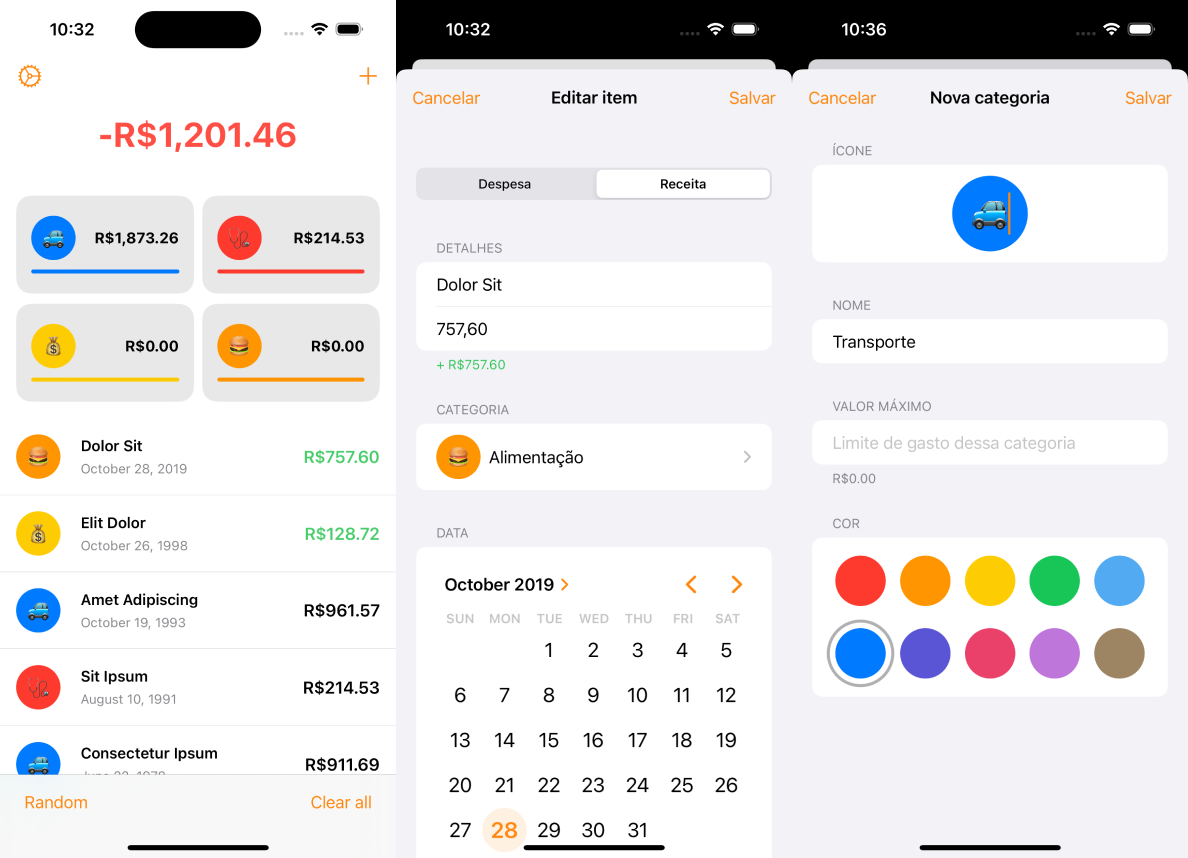 10:32
-R$1,201.46
R$1,873.26
R$214.53
R$0.00
R$0.00
Dolor Sit
October 28, 2019
R$757.60
Elit Dolor
October 26, 1998
R$128.72
Amet Adipiscing
October 19, 1993
R$961.57
Sit Ipsum
August 10, 1991
R$214.53
Consectetur Ipsum
R$911.69
Random
Clear all
10:32
Cancelar
Editar item
Salvar
Despesa
Receita
DETALHES
Dolor Sit
757,60
+ R$757.60
CATEGORIA
Alimentação
DATA
October 2019
SUN MON TUE WED THU FRI SAT
1 2 3 4 5
6 7 8 9 10 11 12
13 14 15 16 17 18 19
20 21 22 23 24 25 26
27 28 29 30 31
10:36
Cancelar
Nova categoria
Salvar
ÍCONE
NOME
Transporte
VALOR MÁXIMO
Limite de gasto dessa categoria
R$0.00
COR